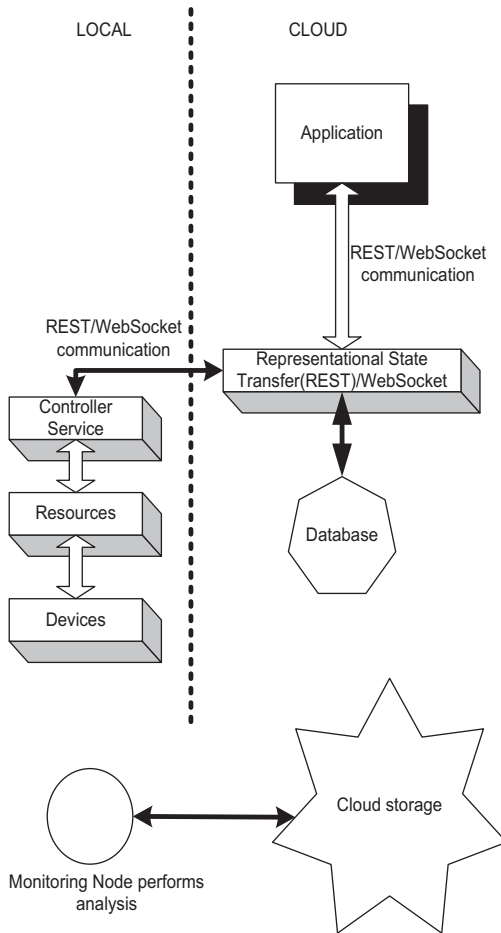 LOCAL
CLOUD
Application
REST/WebSocket
communication
REST/WebSocket
communication
Representational State
Transfer(REST)/WebSocket
Controller
Service
Resources
Database
Devices
Cloud storage
Monitoring Node performs
analysis